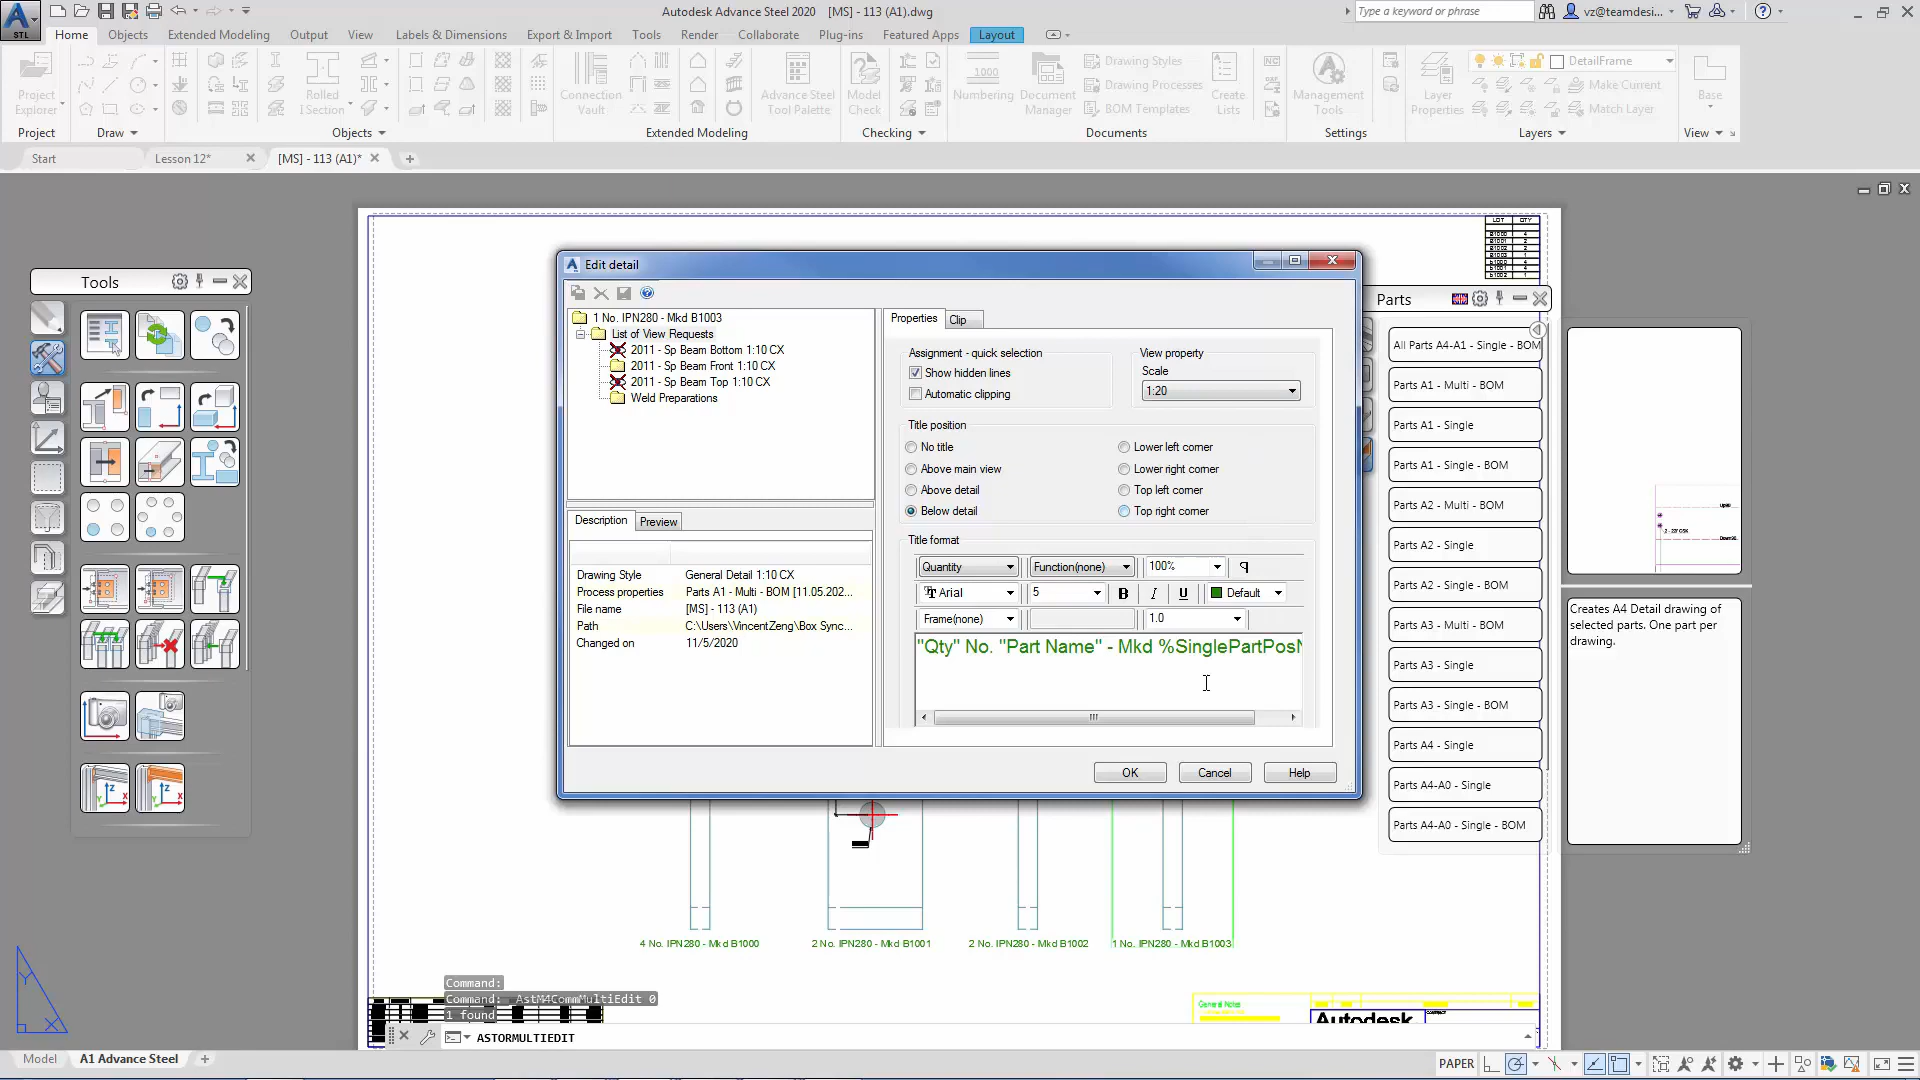 Autodesk Advance Steel 2020 [MS] - 113 (A1).dwg
Type a keyword or phrase
vz@teamdesi...
STL
Home Objects Extended Modeling Output View Labels & Dimensions Export & Import Tools Render Collaborate Plug-ins Featured Apps Layout
Project Explorer
Rolled I Section
Connection Vault
Advance Steel Tool Palette
Model Check
1000
Numbering
Document Manager
Drawing Styles
Drawing Processes
BOM Templates
Create Lists
NC
DXF
Management Tools
Layer Properties
DetailFrame
Make Current
Match Layer
Base
Project Draw Objects Extended Modeling Checking Documents Settings Layers View
Start Lesson 12* [MS] - 113 (A1)*
LOT QTY
B1000 4
B1001 2
B1002 2
B1003 1
Tools
Edit detail
1 No. IPN280 - Mkd B1003
List of View Requests
2011 - Sp Beam Bottom 1:10 CX
2011 - Sp Beam Front 1:10 CX
2011 - Sp Beam Top 1:10 CX
Weld Preparations
Description Preview
Drawing Style General Detail 1:10 CX
Process properties Parts A1 - Multi - BOM [11.05.202...
File name [MS] - 113 (A1)
Path C:\Users\VincentZeng\Box Sync...
Changed on 11/5/2020
Properties Clip
Assignment - quick selection
Show hidden lines
Automatic clipping
View property
Scale
1:20
Title position
No title
Above main view
Above detail
Below detail
Lower left corner
Lower right corner
Top left corner
Top right corner
Title format
Quantity Function(none) 100%
Arial 5 B I U Default
Frame(none) 1.0
"Qty" No. "Part Name" - Mkd %SinglePartPosN
OK Cancel Help
Parts
All Parts A4-A1 - Single - BOM
Parts A1 - Multi - BOM
Parts A1 - Single
Parts A1 - Single - BOM
Parts A2 - Multi - BOM
Parts A2 - Single
Parts A2 - Single - BOM
Parts A3 - Multi - BOM
Parts A3 - Single
Parts A3 - Single - BOM
Parts A4 - Single
Parts A4-A0 - Single
Parts A4-A0 - Single - BOM
Creates A4 Detail drawing of
selected parts. One part per
drawing.
4 No. IPN280 - Mkd B1000 2 No. IPN280 - Mkd B1001 2 No. IPN280 - Mkd B1002 1 No. IPN280 - Mkd B1003
General Notes
Autodesk
Command:
Command: _AstM4CommMultiEdit 0
1 found
ASTORMULTIEDIT
Y
X
Model A1 Advance Steel
PAPER